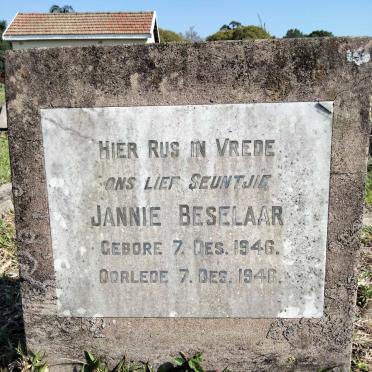 HIER RUS IN VREDE
ONS LIEF SEUNTJIE
JANNIE BESELAAR
GEBORE 7. DES. 1946.
OORLEDE 7. DES. 1946.